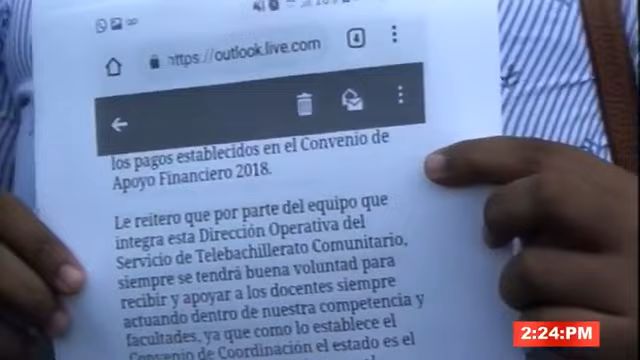 https://outlook.live.com
4
los pagos establecidos en el Convenio de
Apoyo Financiero 2018.
Le reitero que por parte del equipo que
integra esta Dirección Operativa del
Servicio de Telebachillerato Comunitario,
siempre se tendrá buena voluntad para
recibir y apoyar a los docentes siempre
actuando dentro de nuestra competencia y
facultades, ya que como lo establece el
Convenio de Coordinación el estado es el
2:24:PM